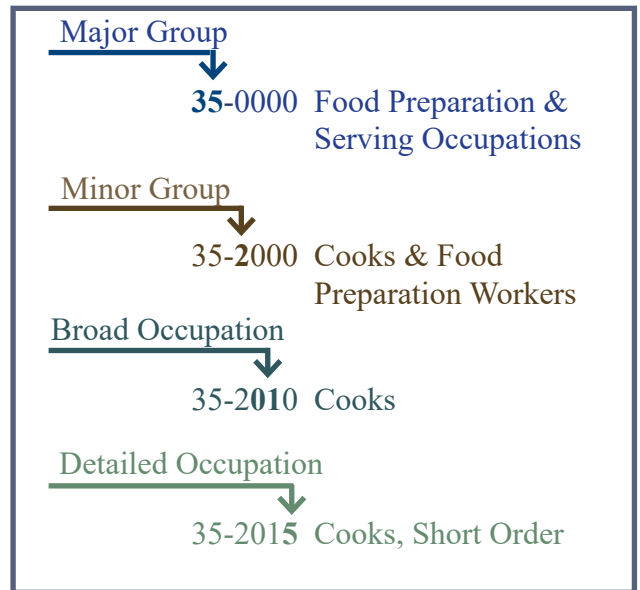 Major Group
35-0000 Food Preparation &
Serving Occupations
Minor Group
35-2000 Cooks & Food
Preparation Workers
Broad Occupation
35-2010 Cooks
Detailed Occupation
35-2015 Cooks, Short Order